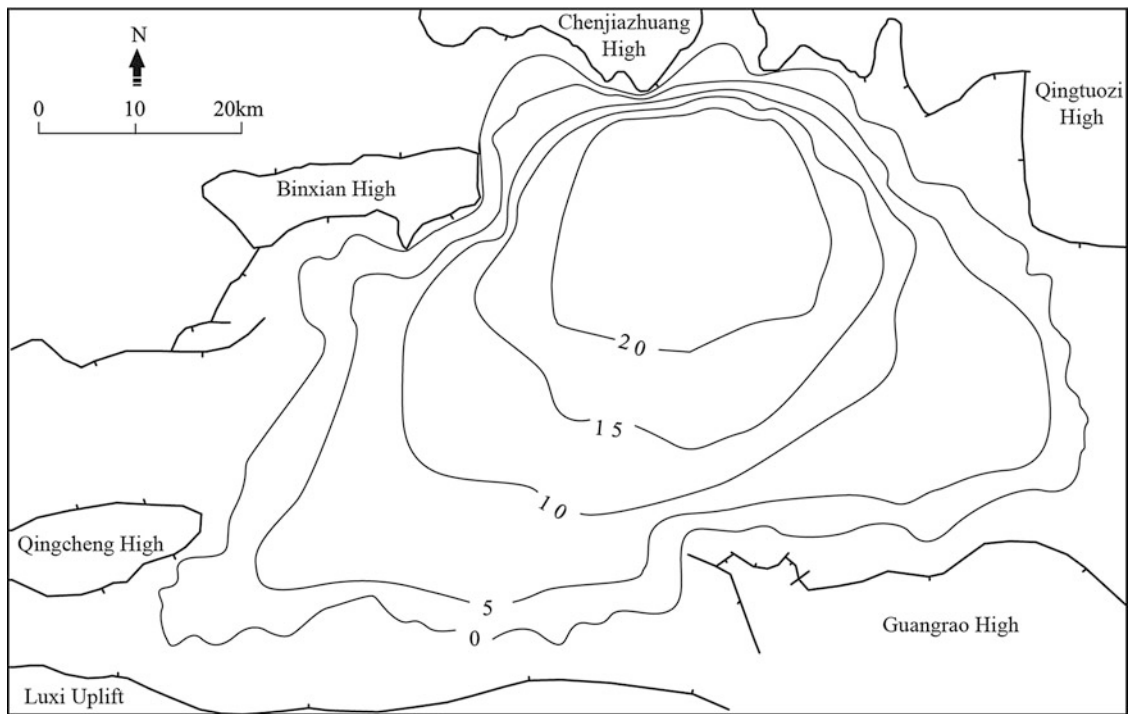 Chenjiazhuang
High
N
0 10 20km
Qingtuozi
High
Binxian High
20
15
10
Qingcheng High
5
0
Guangrao High
Luxi Uplift